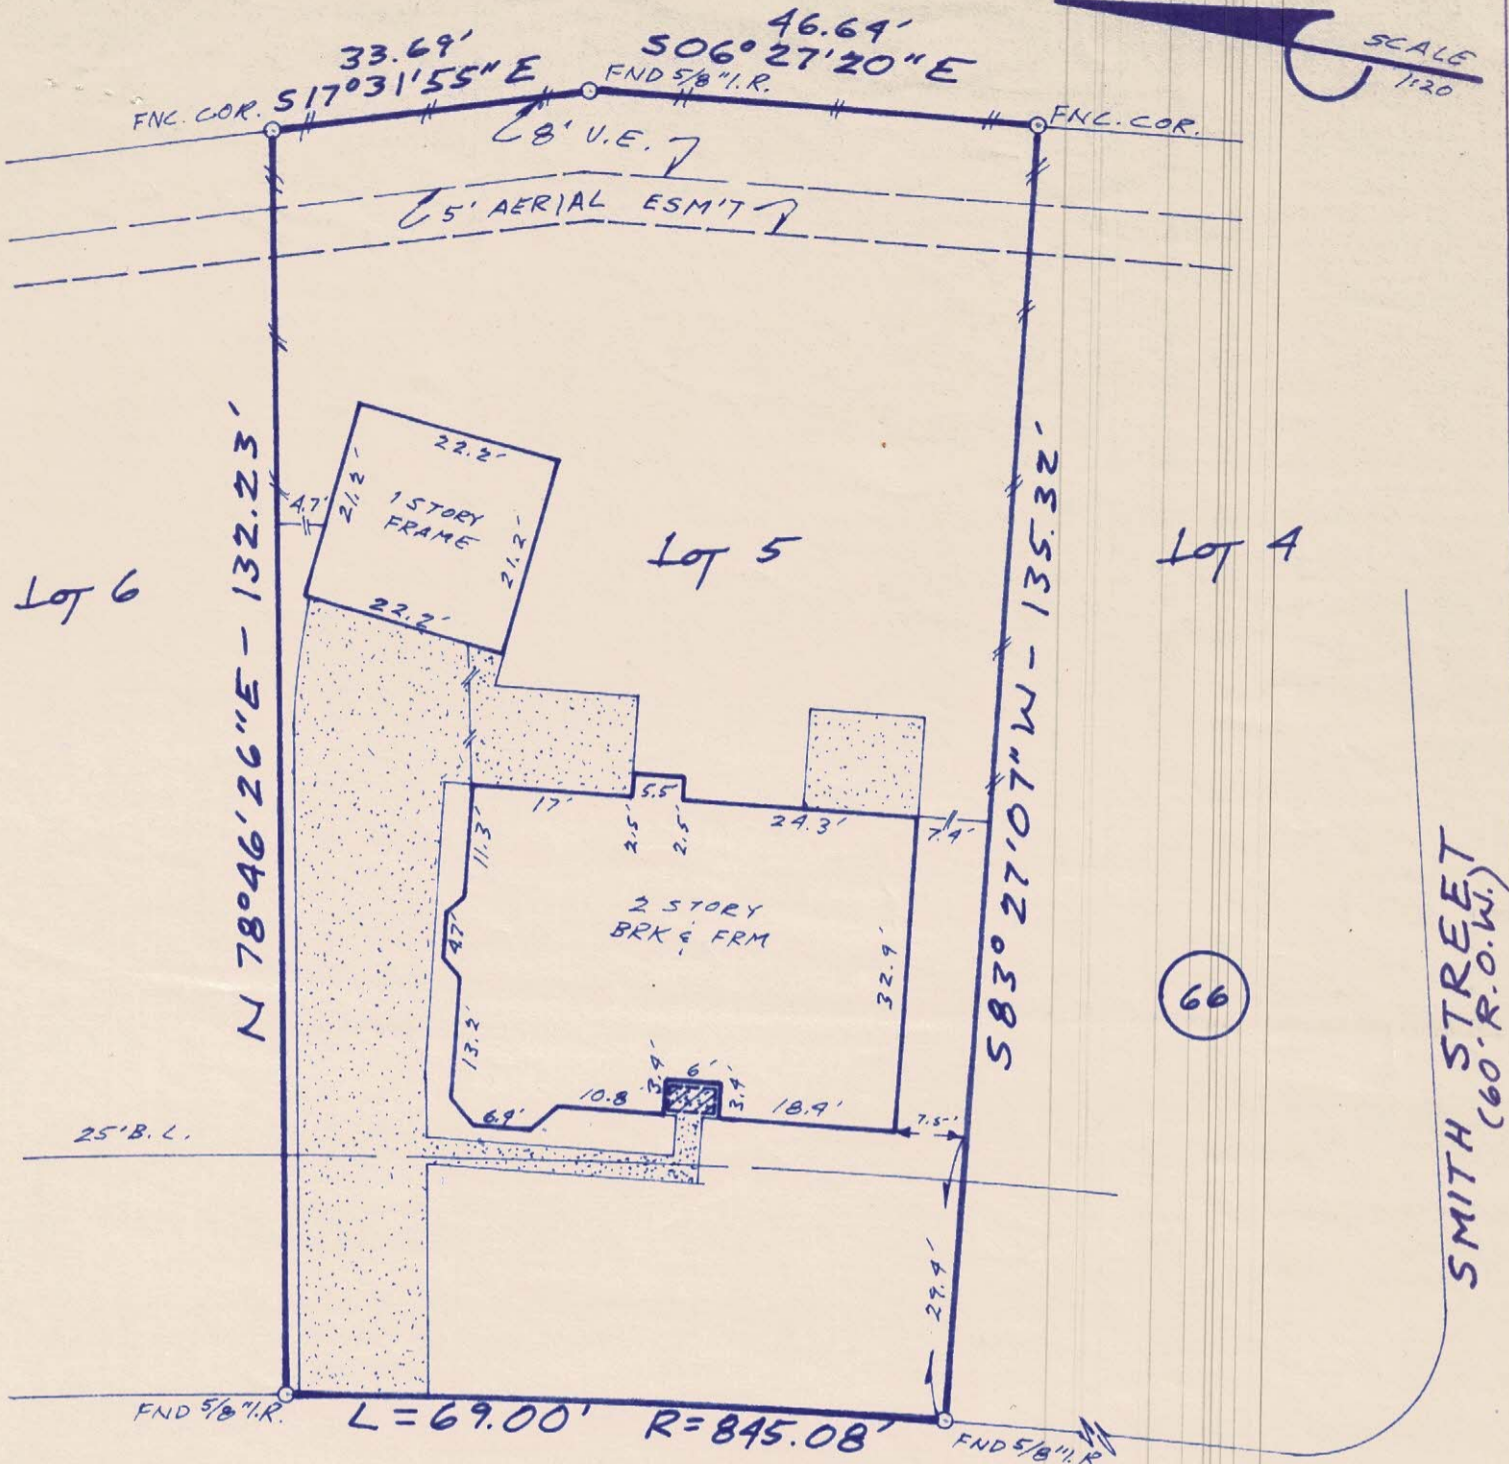 33.69'
S17°31'55"E
46.64'
S06°27'20"E
SCALE
1:20
FNC. COR.
FND 5/8" I.R.
FNC. COR.
8' U.E.
5' AERIAL ESM'T
N 78°46'26"E - 132.23'
22.2'
21.2'
4.7'
1 STORY
FRAME
21.2'
22.2'
LOT 6
LOT 5
LOT 4
S 83° 27'07" W - 135.32'
17'
5.5'
2.5'
2.5'
24.3'
7.4'
11.3'
4.7'
13.2'
2 STORY
BRK & FRM
32.9'
66
SMITH STREET
(60' R.O.W.)
3.4'
6'
3.4'
6.9'
10.8
18.9'
7.5'
25' B.L.
29.4'
FND 5/8" I.R.
L = 69.00'
R = 845.08'
FND 5/8" I.R